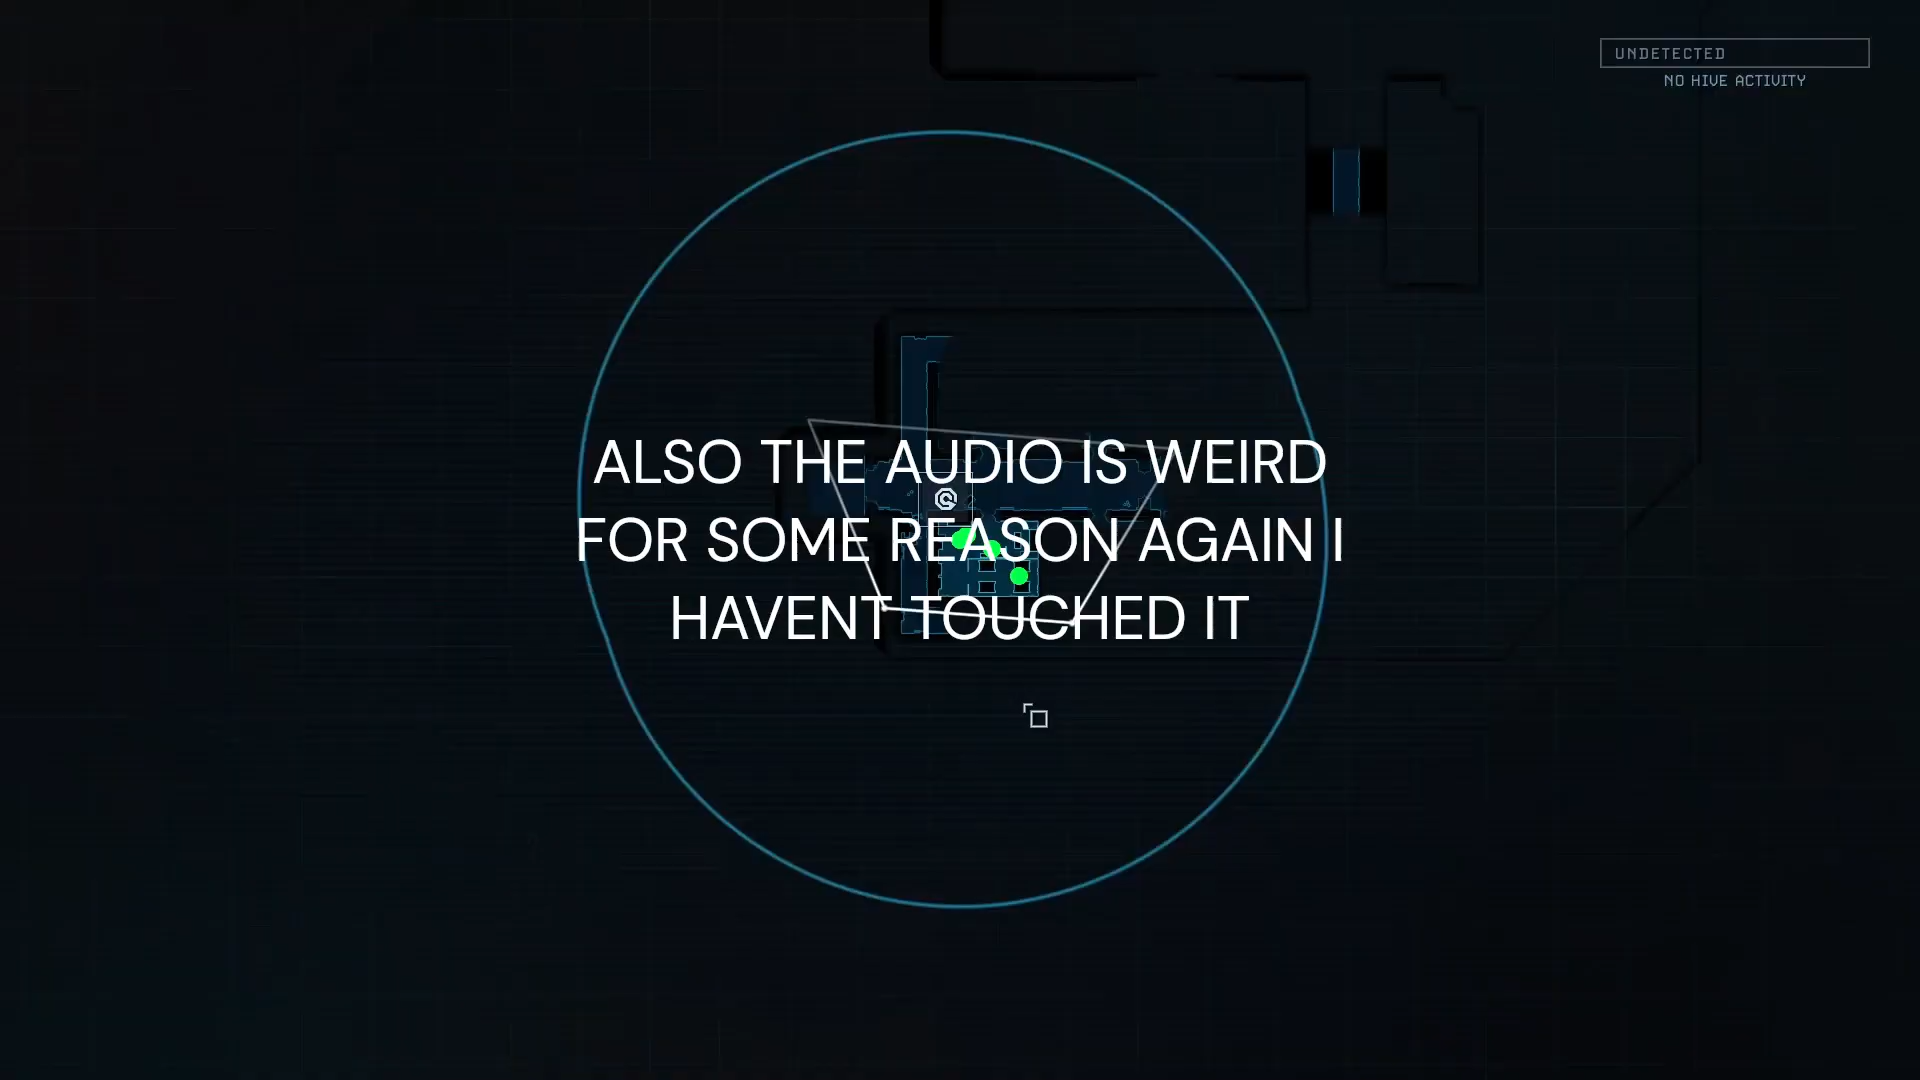 UNDETECTED
NO HIVE ACTIVITY
ALSO THE AUDIO IS WEIRD
FOR SOME REASON AGAIN I
HAVENT TOUCHED IT